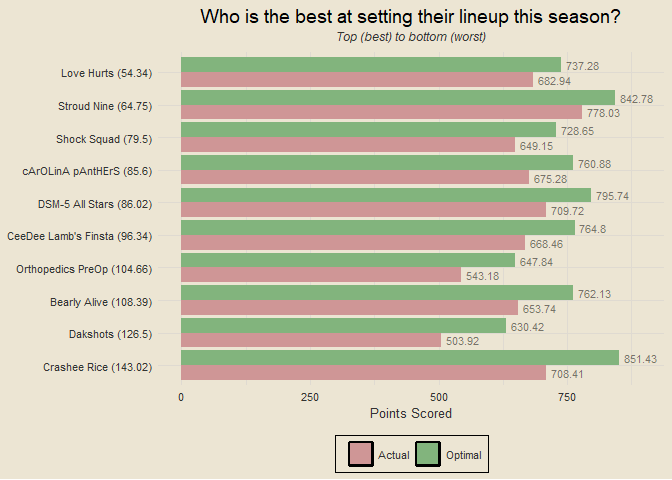 Who is the best at setting their lineup this season?
Top (best) to bottom (worst)
Love Hurts (54.34) 737.28
682.94
Stroud Nine (64.75) 842.78
778.03
Shock Squad (79.5) 728.65
649.15
cArOLinA pAntHErS (85.6) 760.88
675.28
DSM-5 All Stars (86.02) 795.74
709.72
CeeDee Lamb's Finsta (96.34) 764.8
668.46
Orthopedics PreOp (104.66) 647.84
543.18
Bearly Alive (108.39) 762.13
653.74
Dakshots (126.5) 630.42
503.92
Crashee Rice (143.02) 851.43
708.41
0 250 500 750
Points Scored
Actual Optimal